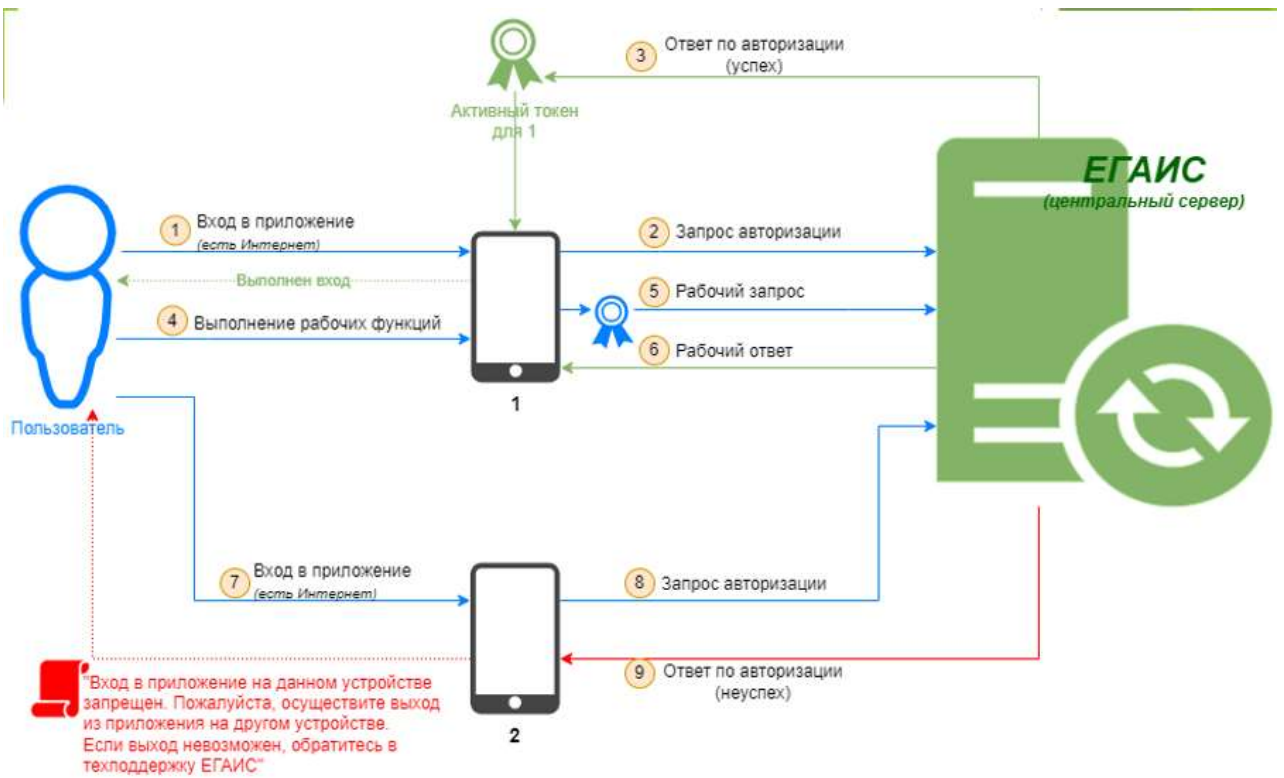 3 Ответ по авторизации
(успех)
Активный токен
для 1
ЕГАИС
(центральный сервер)
1 Вход в приложение
(есть Интернет)
2 Запрос авторизации
Выполнен вход
5 Рабочий запрос
4 Выполнение рабочих функций
6 Рабочий ответ
1
Пользователь
7 Вход в приложение
(есть Интернет)
8 Запрос авторизации
9 Ответ по авторизации
(неуспех)
"Вход в приложение на данном устройстве
запрещен. Пожалуйста, осуществите выход
из приложения на другом устройстве.
Если выход невозможен, обратитесь в
техподдержку ЕГАИС"
2